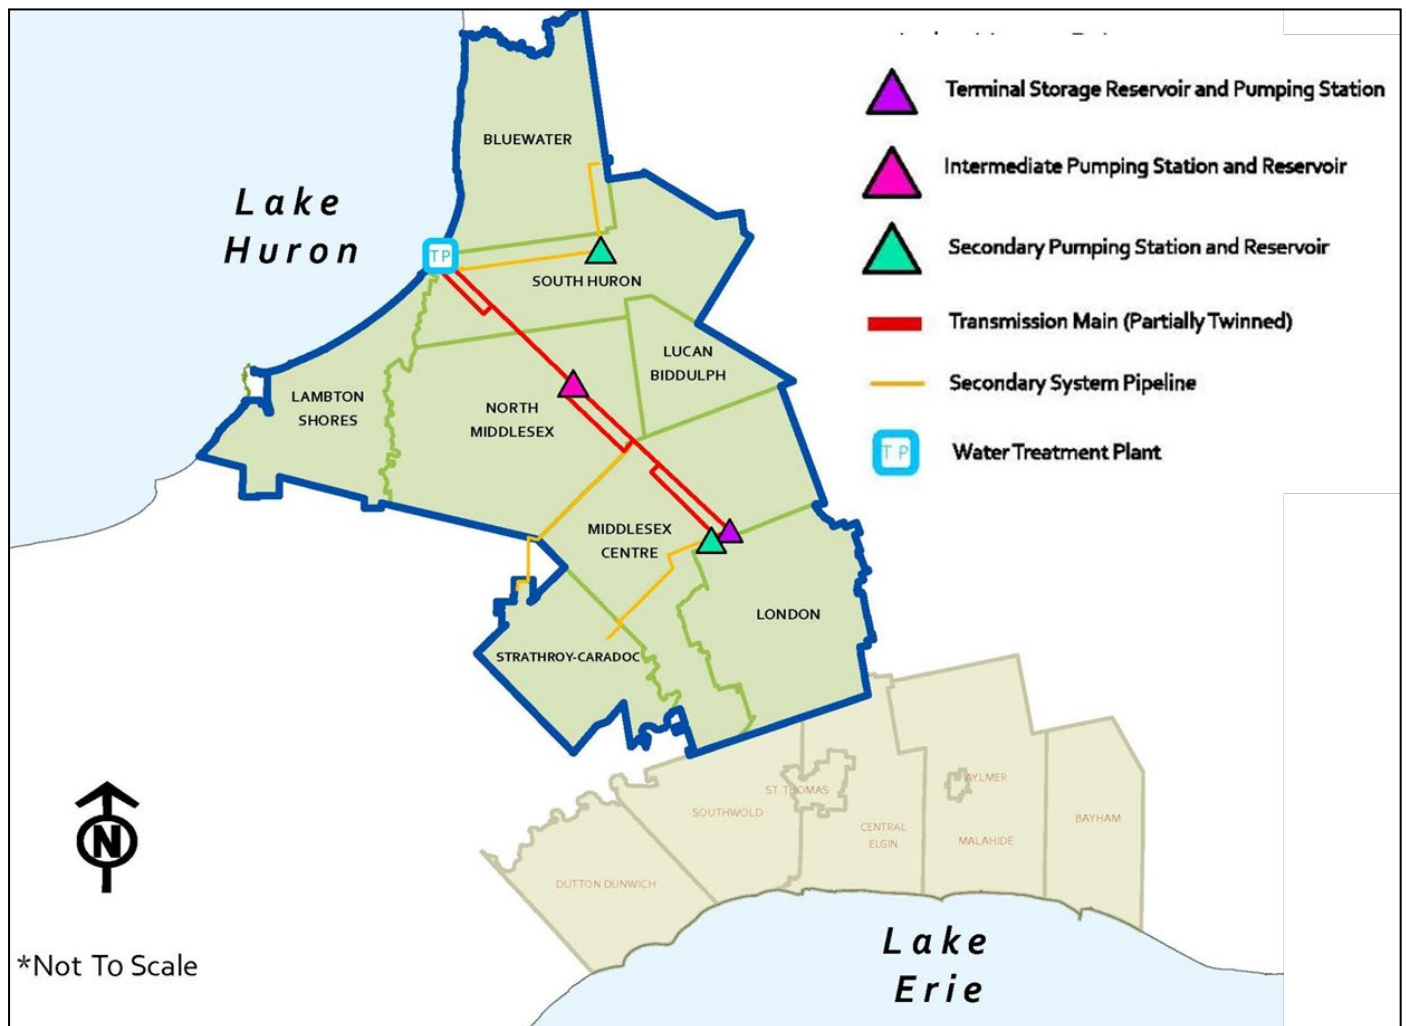 Terminal Storage Reservoir and Pumping Station
Intermediate Pumping Station and Reservoir
Secondary Pumping Station and Reservoir
Transmission Main (Partially Twinned)
Secondary System Pipeline
TP
Water Treatment Plant
BLUEWATER
Lake
Huron
TP
SOUTH HURON
LUCAN
BIDDULPH
LAMBTON
SHORES
NORTH
MIDDLESEX
MIDDLESEX
CENTRE
LONDON
STRATHROY-CARADOC
ST. THOMAS
AYLMER
SOUTHWOLD
CENTRAL
ELGIN
MALAHIDE
BAYHAM
DUTTON DUNWICH
N
*Not To Scale
Lake
Erie